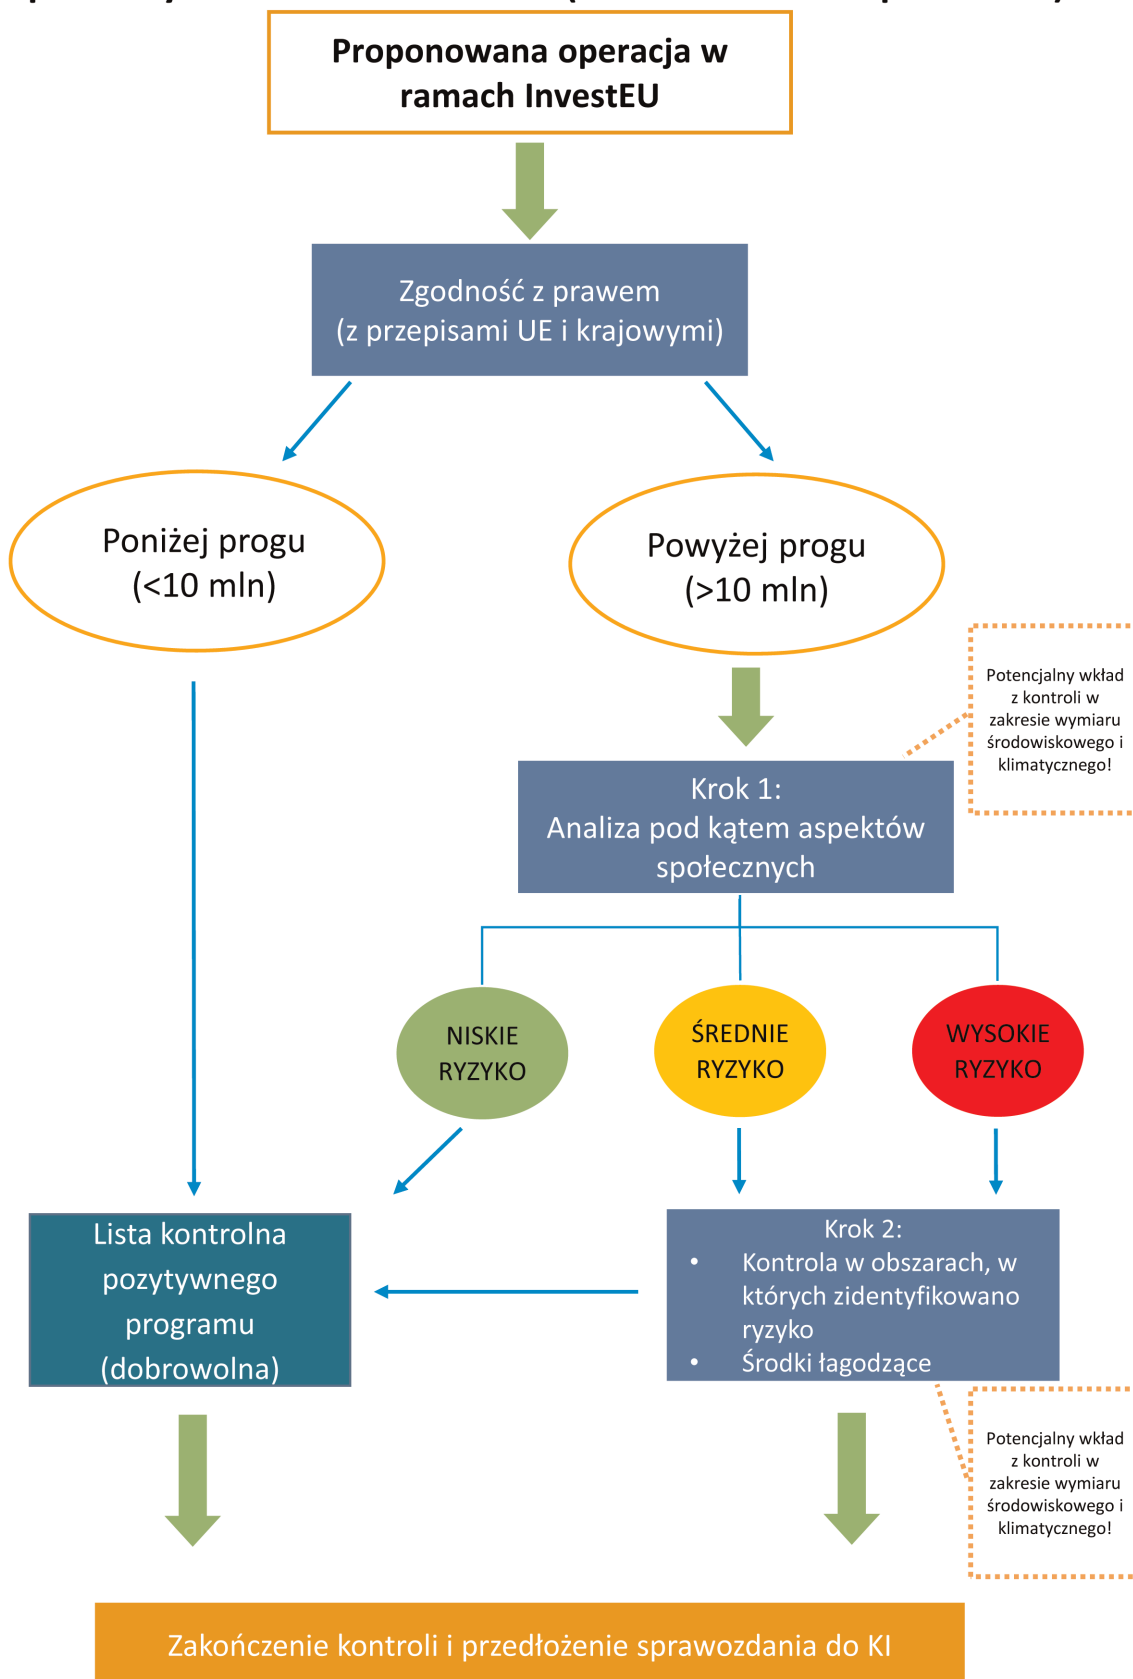 Proponowana operacja w
ramach InvestEU
Zgodność z prawem
(z przepisami UE i krajowymi)
Poniżej progu
(<10 mln)
Powyżej progu
(>10 mln)
Potencjalny wkład
z kontroli w
zakresie wymiaru
środowiskowego i
klimatycznego!
Krok 1:
Analiza pod kątem aspektów
społecznych
NISKIE
RYZYKO
ŚREDNIE
RYZYKO
WYSOKIE
RYZYKO
Lista kontrolna
pozytywnego
programu
(dobrowolna)
Krok 2:
• Kontrola w obszarach, w
których zidentyfikowano
ryzyko
• Środki łagodzące
Potencjalny wkład
z kontroli w
zakresie wymiaru
środowiskowego i
klimatycznego!
Zakończenie kontroli i przedłożenie sprawozdania do KI